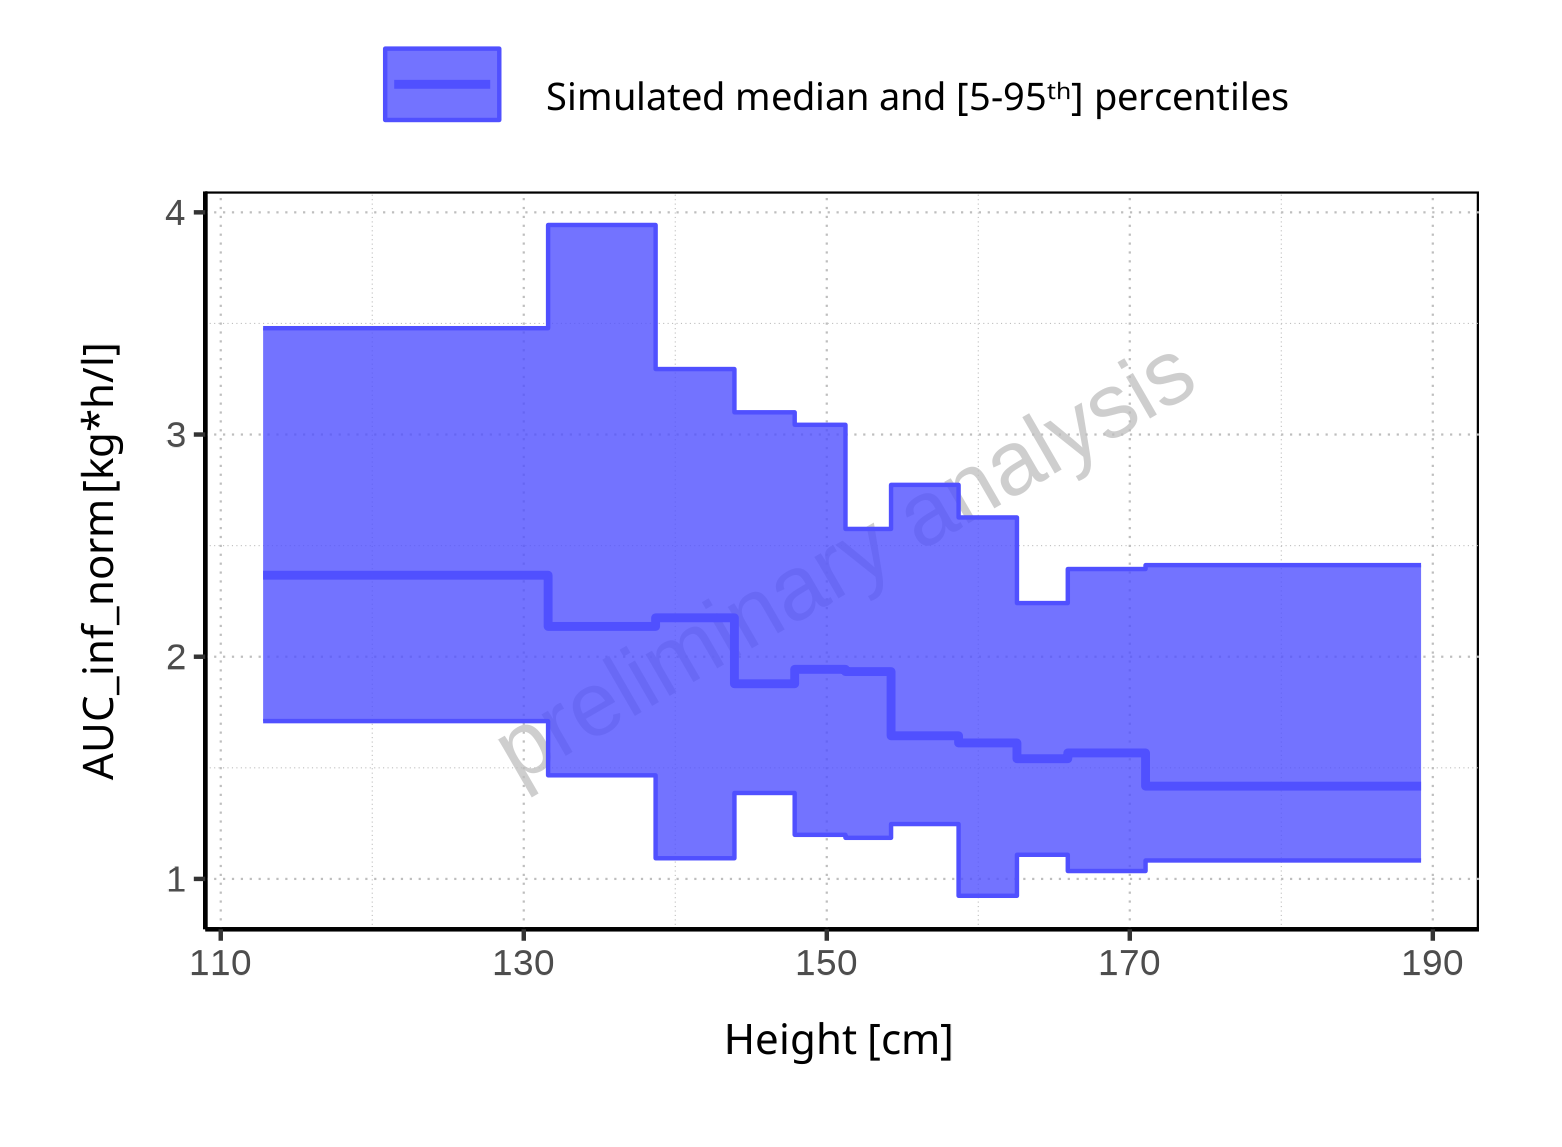 Simulated median and [5-95th] percentiles
4
3
2
1
AUC_inf_norm [kg*h/l]
preliminary analysis
110 130 150 170 190
Height [cm]